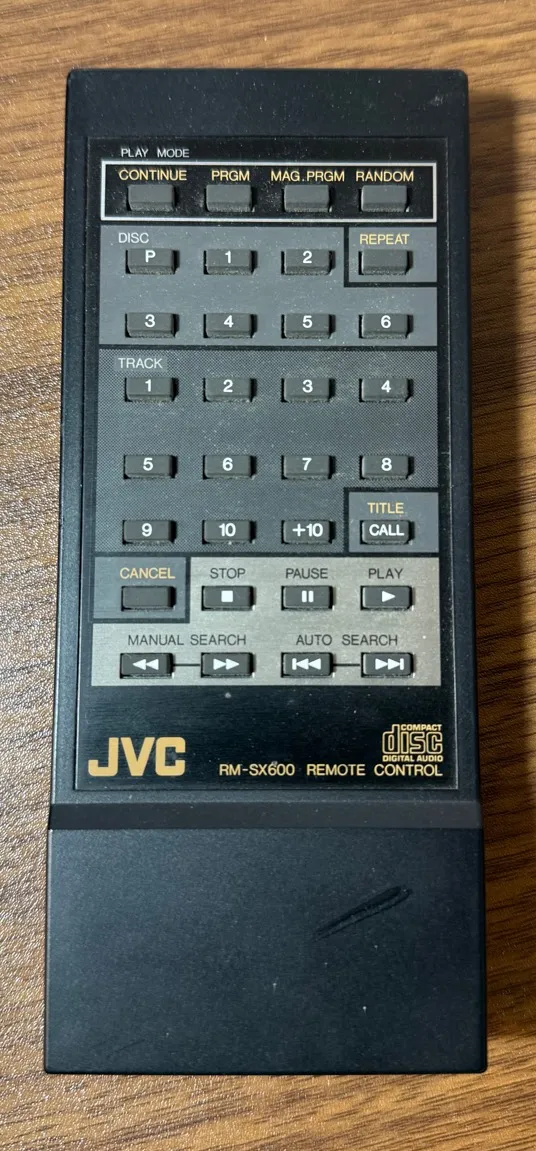 PLAY MODE
CONTINUE PRGM MAG.PRGM RANDOM
DISC REPEAT
P 1 2
3 4 5 6
TRACK
1 2 3 4
5 6 7 8
TITLE
9 10 +10 CALL
CANCEL STOP PAUSE PLAY
MANUAL SEARCH AUTO SEARCH
JVC
COMPACT
disc
DIGITAL AUDIO
RM-SX600 REMOTE CONTROL